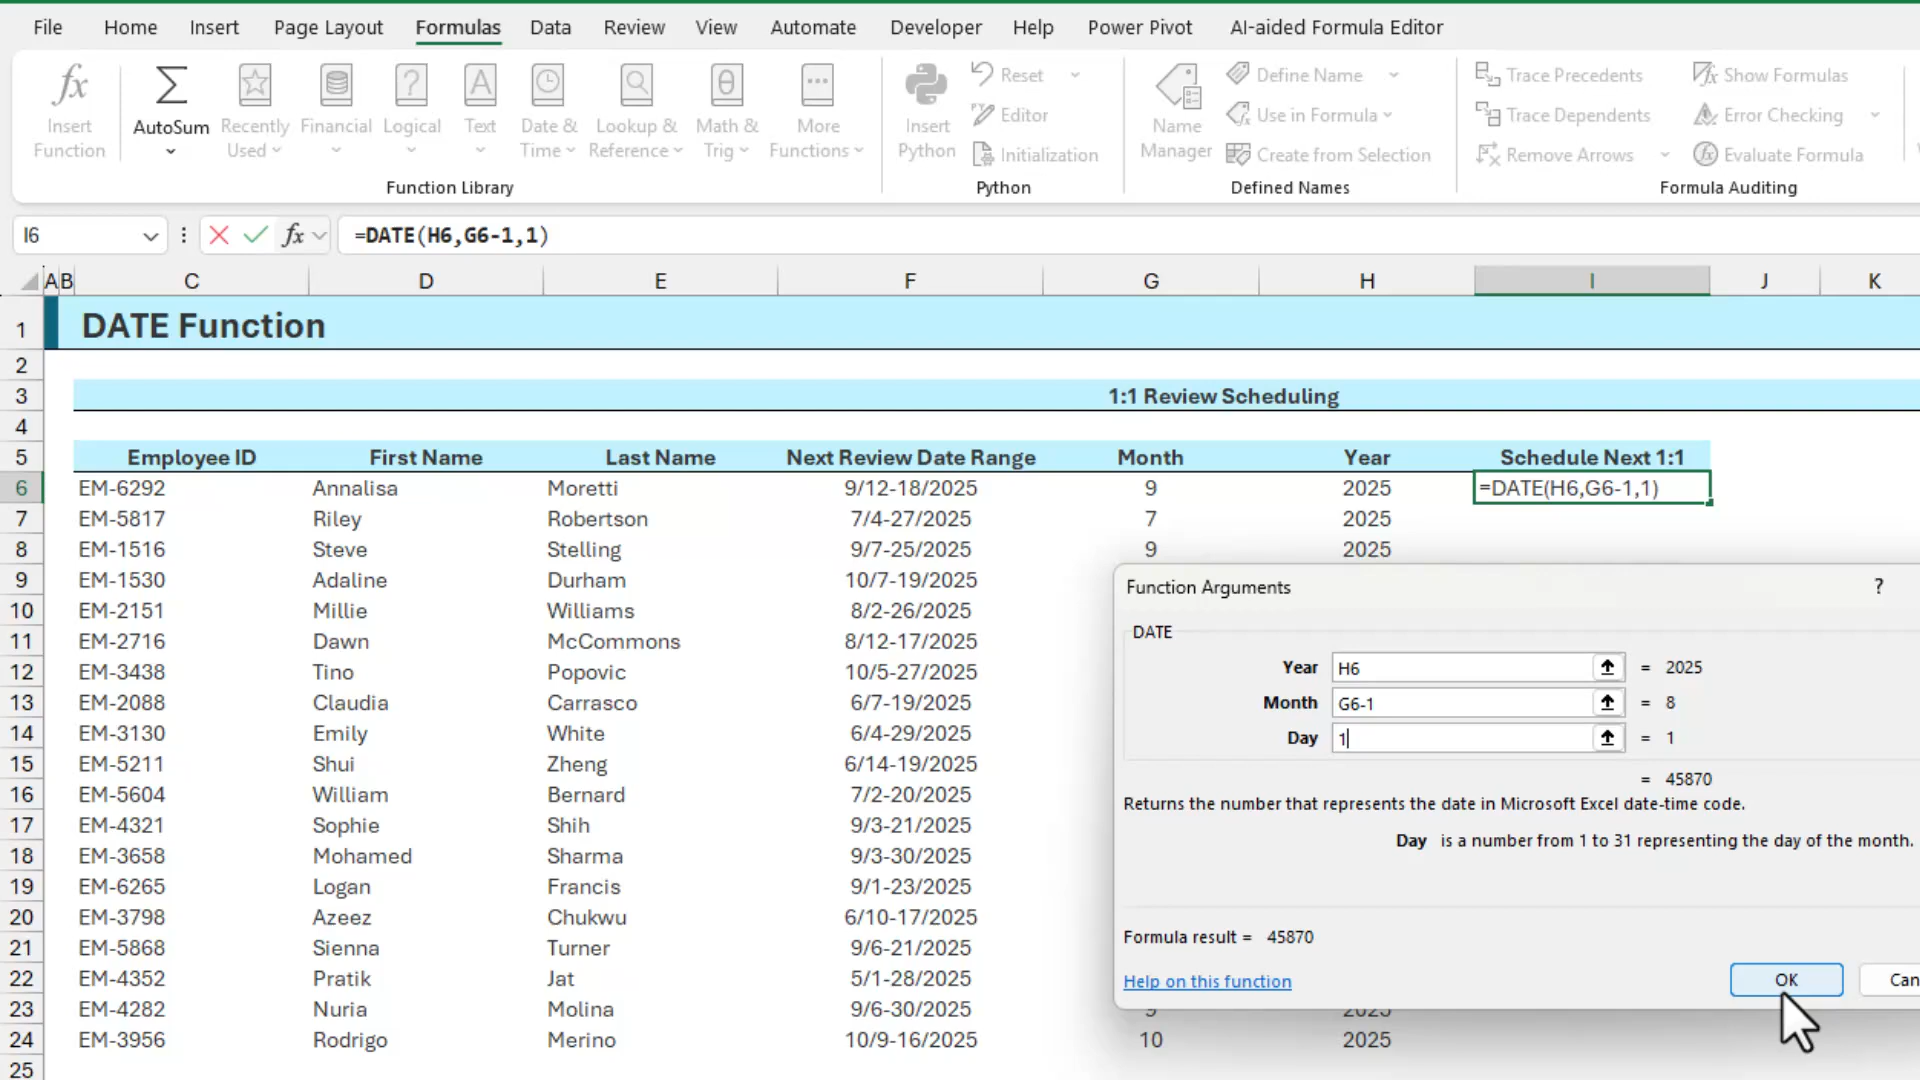 File Home Insert Page Layout Formulas Data Review View Automate Developer Help Power Pivot AI-aided Formula Editor
fx Insert Function
AutoSum
Recently Used
Financial
Logical
Text
Date & Time
Lookup & Reference
Math & Trig
More Functions
Function Library
Insert Python
Reset
Editor
Initialization
Python
Name Manager
Define Name
Use in Formula
Create from Selection
Defined Names
Trace Precedents
Trace Dependents
Remove Arrows
Show Formulas
Error Checking
Evaluate Formula
Formula Auditing
I6 fx =DATE(H6,G6-1,1)
A B C D E F G H I J K
1 DATE Function
2
3 1:1 Review Scheduling
4
5 Employee ID First Name Last Name Next Review Date Range Month Year Schedule Next 1:1
6 EM-6292 Annalisa Moretti 9/12-18/2025 9 2025 =DATE(H6,G6-1,1)
7 EM-5817 Riley Robertson 7/4-27/2025 7 2025
8 EM-1516 Steve Stelling 9/7-25/2025 9 2025
9 EM-1530 Adaline Durham 10/7-19/2025
10 EM-2151 Millie Williams 8/2-26/2025
11 EM-2716 Dawn McCommons 8/12-17/2025
12 EM-3438 Tino Popovic 10/5-27/2025
13 EM-2088 Claudia Carrasco 6/7-19/2025
14 EM-3130 Emily White 6/4-29/2025
15 EM-5211 Shui Zheng 6/14-19/2025
16 EM-5604 William Bernard 7/2-20/2025
17 EM-4321 Sophie Shih 9/3-21/2025
18 EM-3658 Mohamed Sharma 9/3-30/2025
19 EM-6265 Logan Francis 9/1-23/2025
20 EM-3798 Azeez Chukwu 6/10-17/2025
21 EM-5868 Sienna Turner 9/6-21/2025
22 EM-4352 Pratik Jat 5/1-28/2025
23 EM-4282 Nuria Molina 9/6-30/2025 9 2025
24 EM-3956 Rodrigo Merino 10/9-16/2025 10 2025
25
Function Arguments ?
DATE
Year H6 = 2025
Month G6-1 = 8
Day 1 = 1
= 45870
Returns the number that represents the date in Microsoft Excel date-time code.
Day is a number from 1 to 31 representing the day of the month.
Formula result = 45870
Help on this function
OK
Can